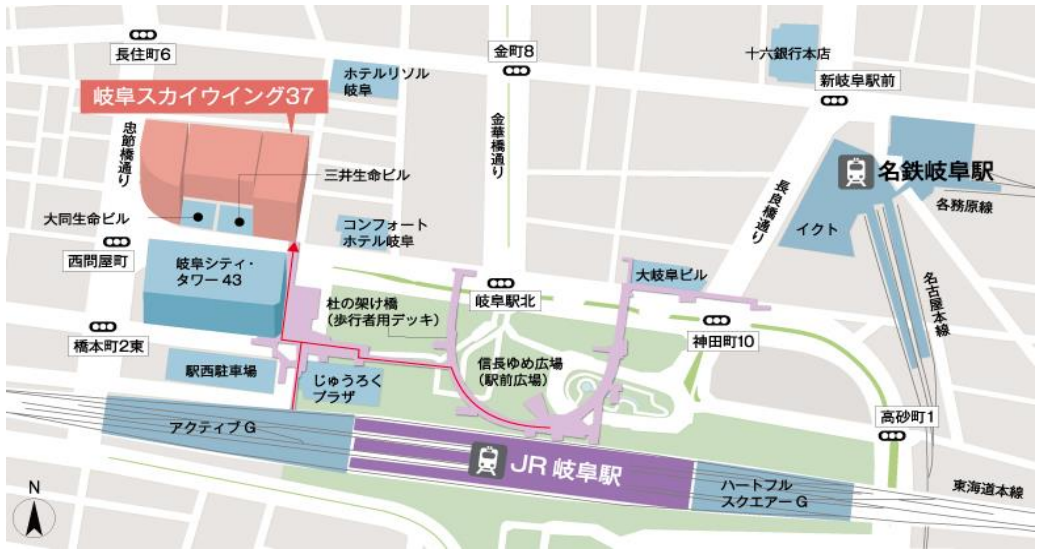 長住町6
金町8
十六銀行本店
ホテルリソル
岐阜
新岐阜駅前
岐阜スカイウイング37
忠節橋通り
金華橋通り
三井生命ビル
長良橋通り
名鉄岐阜駅
各務原線
大同生命ビル
コンフォート
ホテル岐阜
イクト
西問屋町
岐阜シティ・
タワー43
大岐阜ビル
名古屋本線
杜の架け橋
(歩行者用デッキ)
岐阜駅北
神田町10
橋本町2東
駅西駐車場
じゅうろく
プラザ
信長ゆめ広場
(駅前広場)
高砂町1
アクティブG
JR岐阜駅
ハートフル
スクエアーG
東海道本線
N